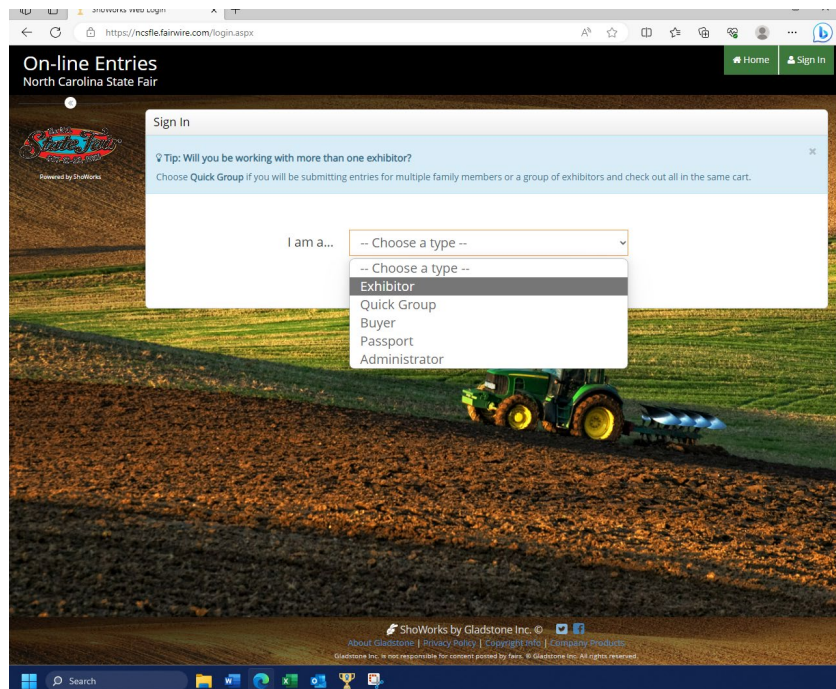 ShoWorks Web Login
https://ncsfle.fairwire.com/login.aspx
On-line Entries
North Carolina State Fair
Home
Sign In
State Fair
Powered by ShoWorks
Sign In
Tip: Will you be working with more than one exhibitor?
Choose Quick Group if you will be submitting entries for multiple family members or a group of exhibitors and check out all in the same cart.
I am a... -- Choose a type --
-- Choose a type --
Exhibitor
Quick Group
Buyer
Passport
Administrator
ShoWorks by Gladstone Inc. ©
About Gladstone | Privacy Policy | Copyright Info | Company Products
Gladstone Inc. is not responsible for content posted by fairs. © Gladstone Inc. All rights reserved.
Search